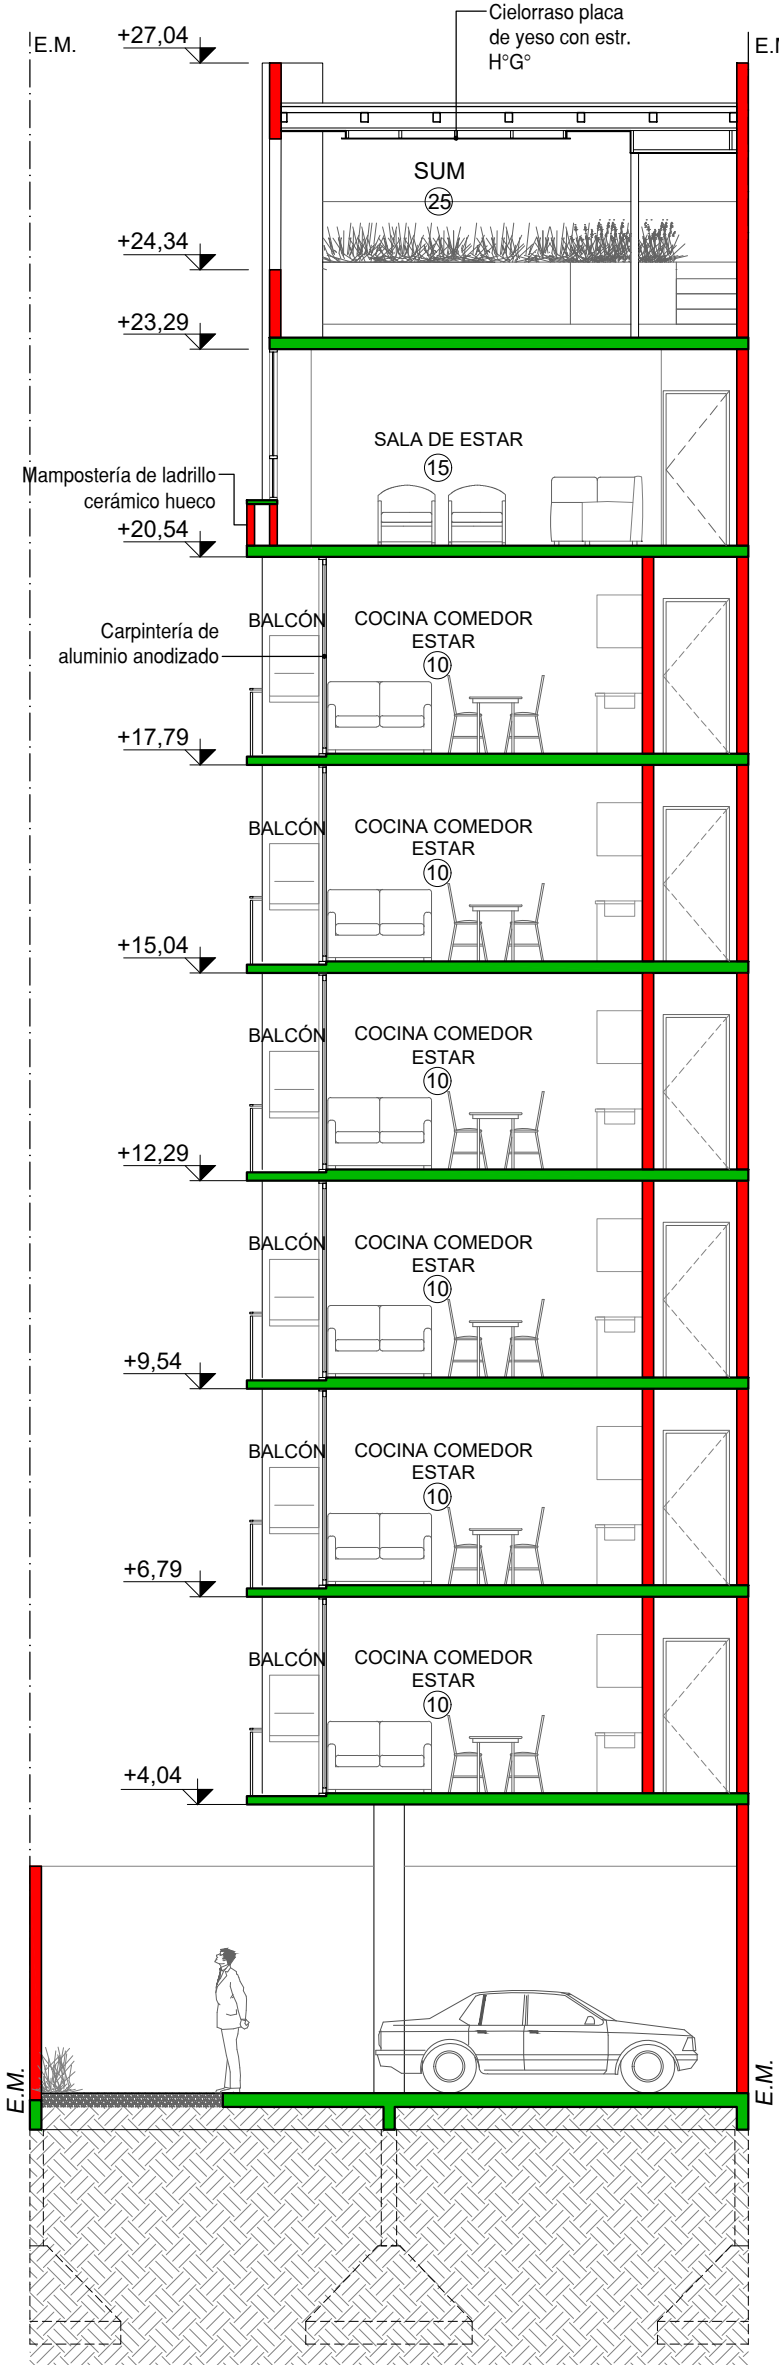 E.M.
+27,04
Cielorraso placa
de yeso con estr.
H°G°
E.M
SUM
25
+24,34
+23,29
SALA DE ESTAR
15
Mampostería de ladrillo
cerámico hueco
+20,54
BALCÓN
COCINA COMEDOR
ESTAR
10
Carpintería de
aluminio anodizado
+17,79
BALCÓN
COCINA COMEDOR
ESTAR
10
+15,04
BALCÓN
COCINA COMEDOR
ESTAR
10
+12,29
BALCÓN
COCINA COMEDOR
ESTAR
10
+9,54
BALCÓN
COCINA COMEDOR
ESTAR
10
+6,79
BALCÓN
COCINA COMEDOR
ESTAR
10
+4,04
E.M.
E.M.